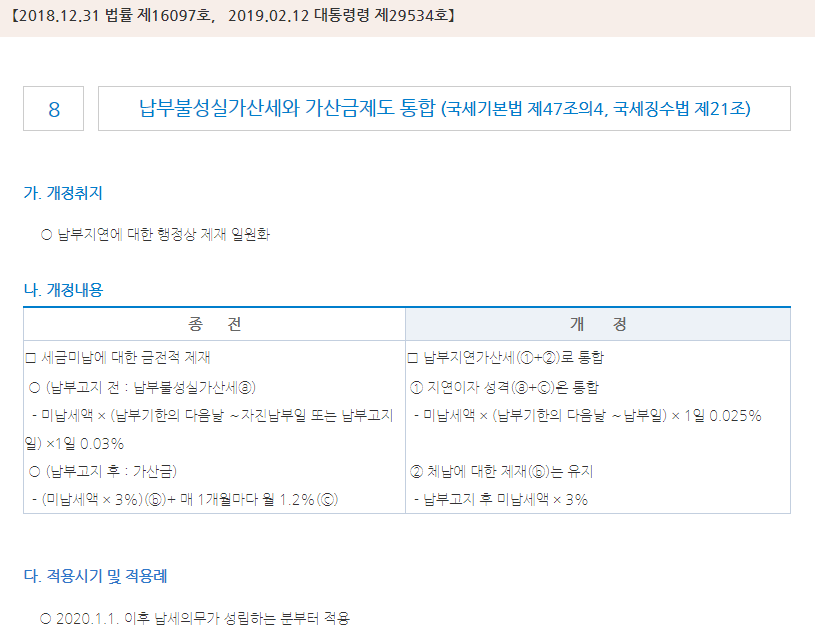 【2018.12.31 법률 제16097호,  2019.02.12 대통령령 제29534호】
8
납부불성실가산세와 가산금제도 통합 (국세기본법 제47조의4, 국세징수법 제21조)
가. 개정취지
○ 납부지연에 대한 행정상 제재 일원화
나. 개정내용
종 전
개 정
□ 세금미납에 대한 금전적 제재
○ (납부고지 전 : 납부불성실가산세ⓐ)
- 미납세액 × (납부기한의 다음날 ~자진납부일 또는 납부고지
일) ×1일 0.03%
○ (납부고지 후 : 가산금)
- (미납세액 × 3%)(ⓑ)+ 매 1개월마다 월 1.2%(ⓒ)
□ 납부지연가산세(①+②)로 통합
① 지연이자 성격(ⓐ+ⓒ)은 통합
- 미납세액 × (납부기한의 다음날 ~납부일) × 1일 0.025%
② 체납에 대한 제재(ⓑ)는 유지
- 납부고지 후 미납세액 × 3%
다. 적용시기 및 적용례
○ 2020.1.1. 이후 납세의무가 성립하는 분부터 적용